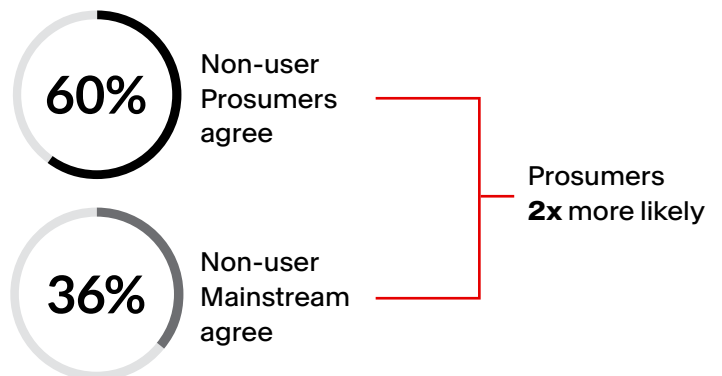 60%
Non-user
Prosumers
agree
Prosumers
2x more likely
36%
Non-user
Mainstream
agree